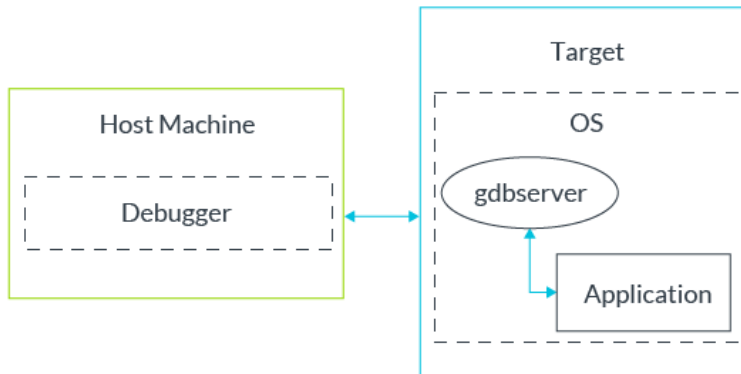 Host Machine
Debugger
Target
OS
gdbserver
Application